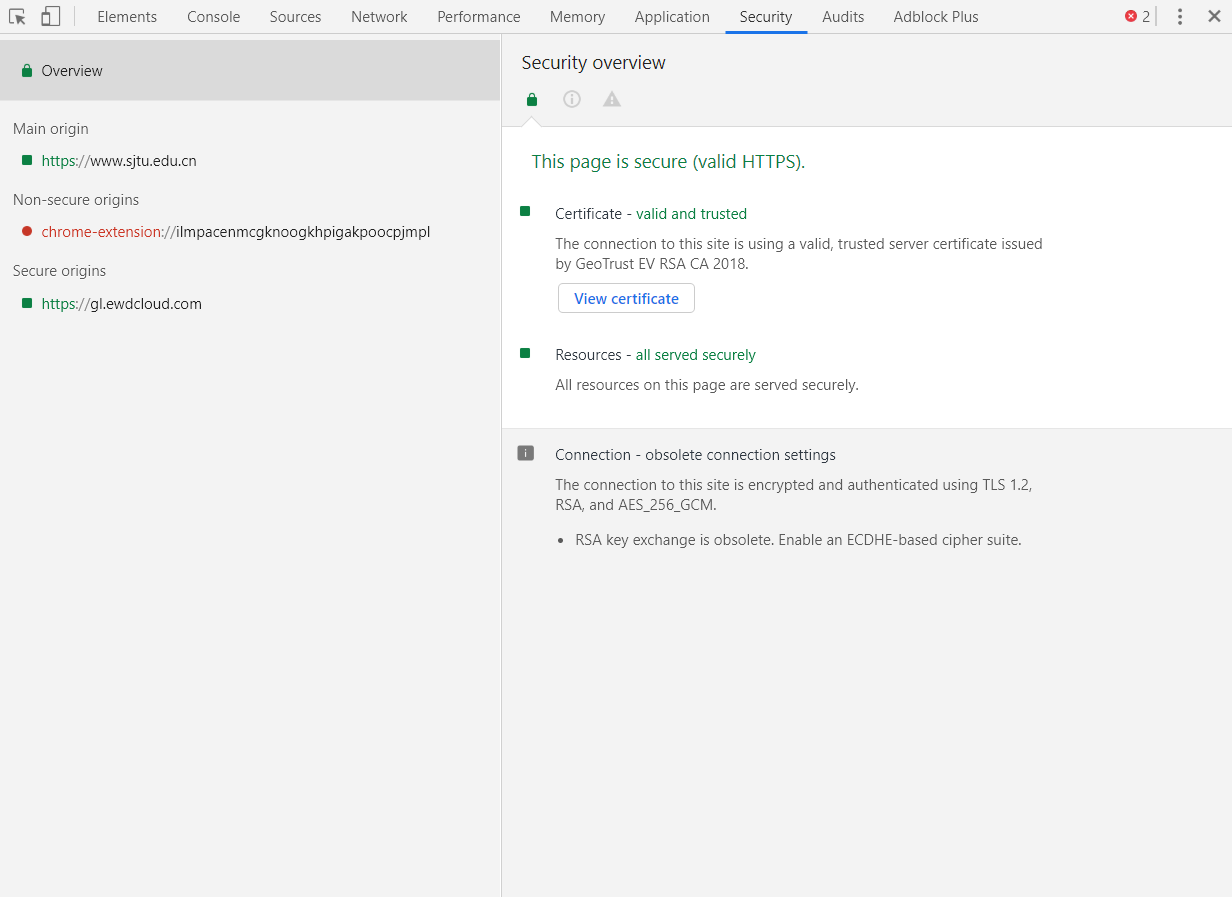 Elements Console Sources Network Performance Memory Application Security Audits Adblock Plus 2
Overview
Main origin
https://www.sjtu.edu.cn
Non-secure origins
chrome-extension://ilmpacenmcgknoogkhpigakpoocpjmpl
Secure origins
https://gl.ewdcloud.com
Security overview
This page is secure (valid HTTPS).
Certificate - valid and trusted
The connection to this site is using a valid, trusted server certificate issued
by GeoTrust EV RSA CA 2018.
View certificate
Resources - all served securely
All resources on this page are served securely.
Connection - obsolete connection settings
The connection to this site is encrypted and authenticated using TLS 1.2,
RSA, and AES_256_GCM.
• RSA key exchange is obsolete. Enable an ECDHE-based cipher suite.